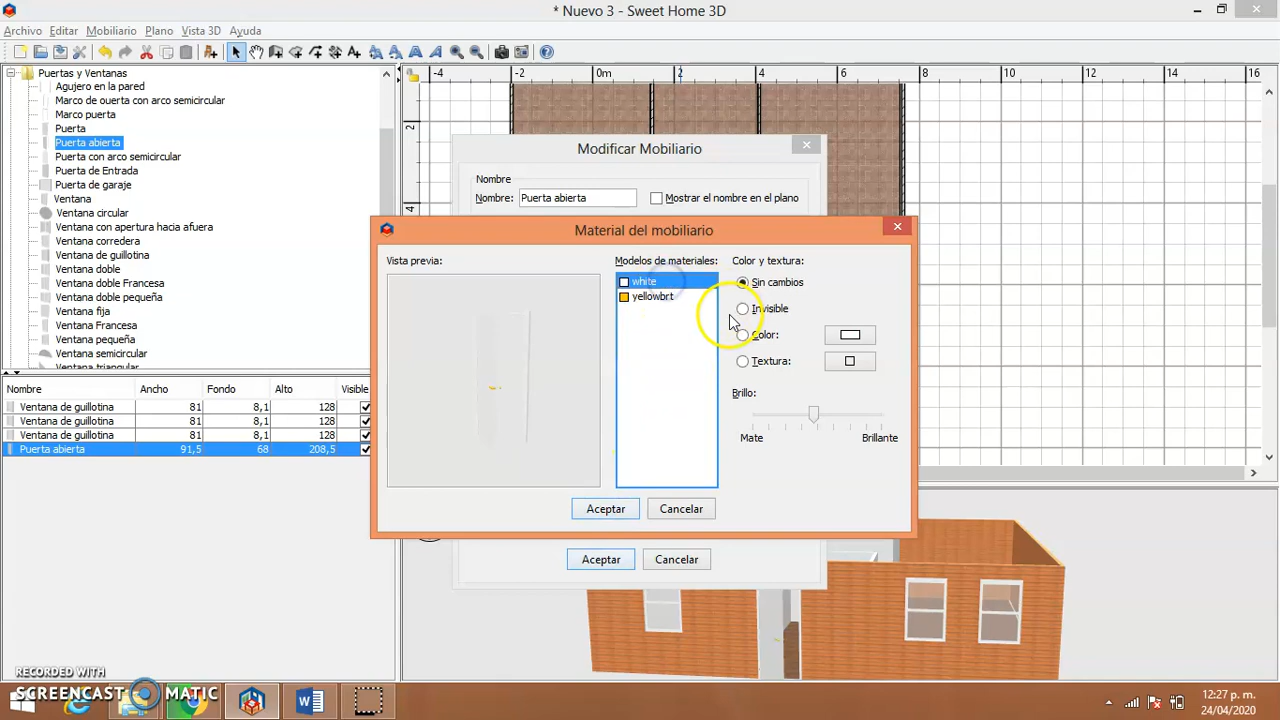 * Nuevo 3 - Sweet Home 3D
Archivo Editar Mobiliario Plano Vista 3D Ayuda
Puertas y Ventanas
Agujero en la pared
Marco de ouerta con arco semicircular
Marco puerta
Puerta
Puerta abierta
Puerta con arco semicircular
Puerta de Entrada
Puerta de garaje
Ventana
Ventana circular
Ventana con apertura hacia afuera
Ventana corredera
Ventana de guillotina
Ventana doble
Ventana doble Francesa
Ventana doble pequeña
Ventana fija
Ventana Francesa
Ventana pequeña
Ventana semicircular
Ventana triangular
Nombre Ancho Fondo Alto Visible
Ventana de guillotina 81 8,1 128
Ventana de guillotina 81 8,1 128
Ventana de guillotina 81 8,1 128
Puerta abierta 91,5 68 208,5
-4 -2 0m 2 4 6 8 10 12 14 16
2
4
Modificar Mobiliario
Nombre
Nombre: Puerta abierta Mostrar el nombre en el plano
Material del mobiliario
Vista previa: Modelos de materiales: Color y textura:
white
yellowbrt
Sin cambios
Invisible
Color:
Textura:
Brillo:
Mate Brillante
Aceptar Cancelar
Aceptar Cancelar
RECORDED WITH
SCREENCAST MATIC
12:27 p. m.
24/04/2020